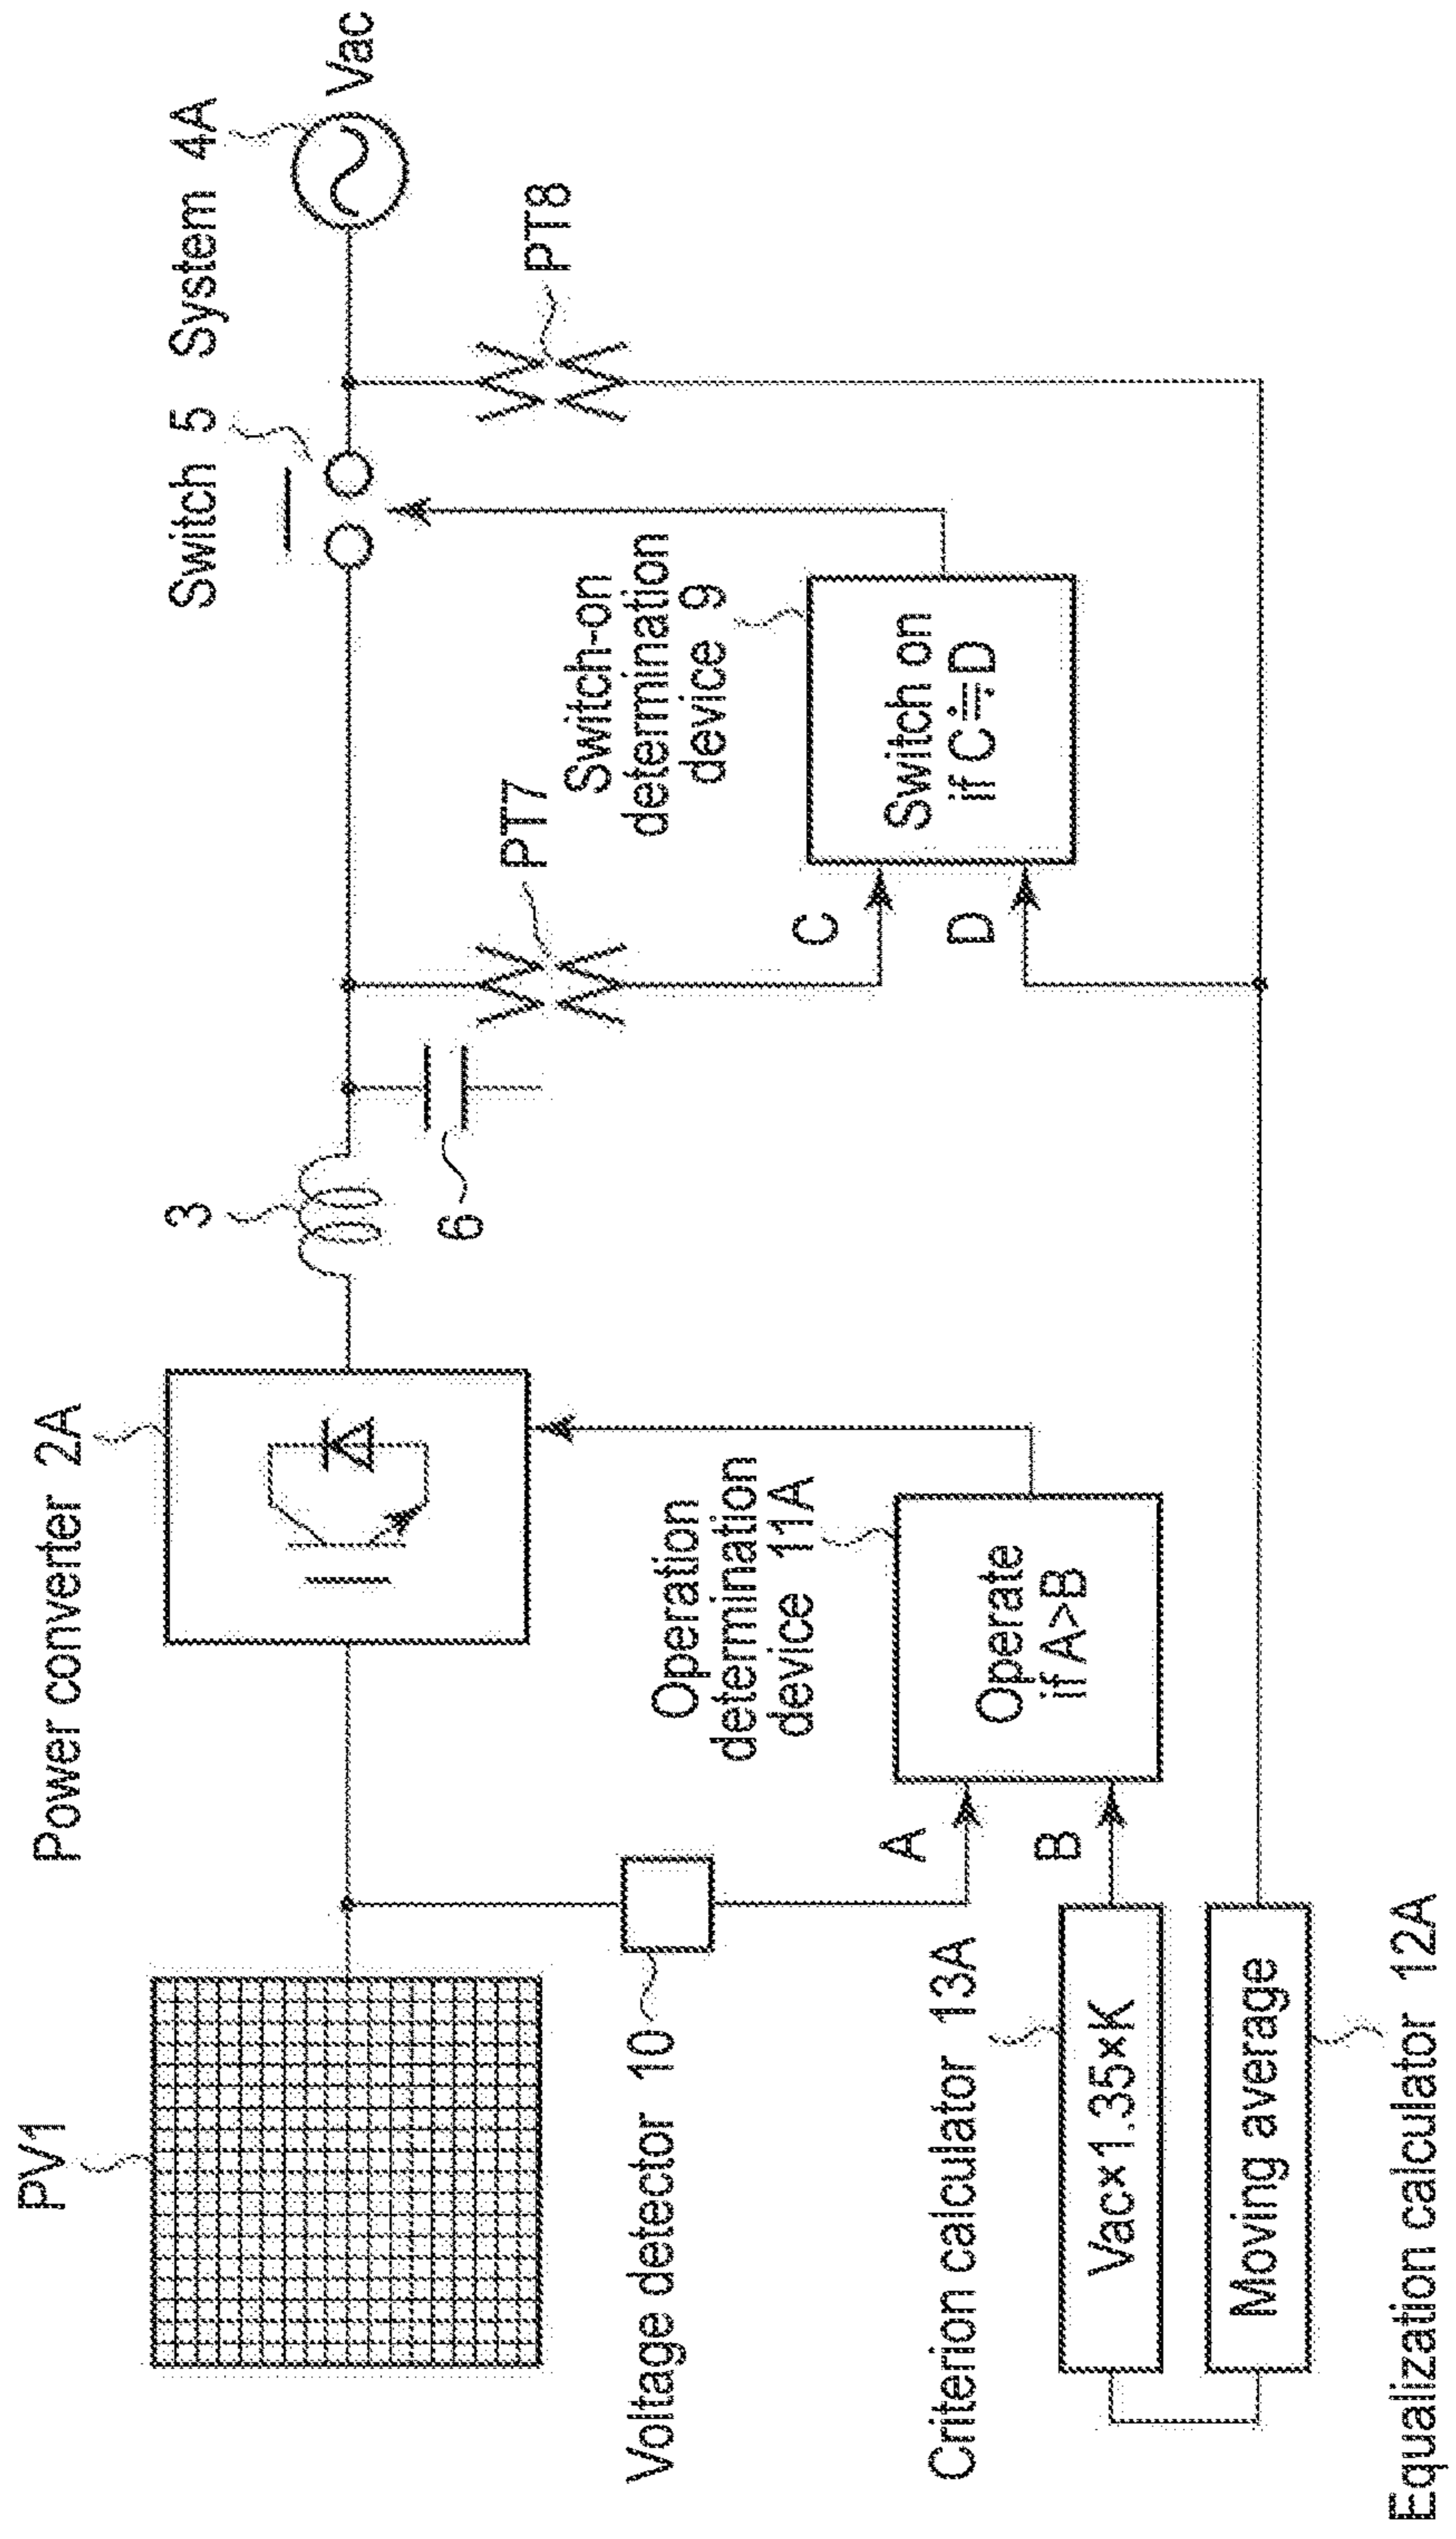 PV1
Power converter 2A
3
Switch 5
System 4A
Vac
6
PT7
PT8
Voltage detector 10
Operation
determination
device 11A
Switch-on
determination
device 9
A
B
C
D
Operate
if A>B
Switch on
if C≒D
Criterion calculator 13A
Vac×1.35×K
Moving average
Equalization calculator 12A